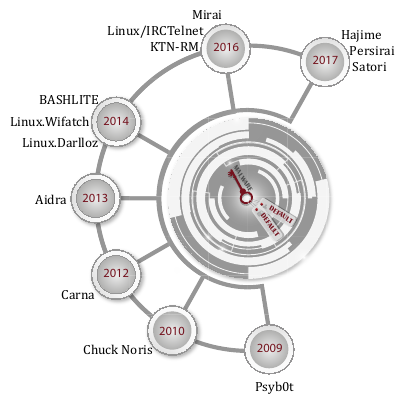 Mirai
Linux/IRCTelnet
KTN-RM
2016
Hajime
Persirai
Satori
2017
BASHLITE
Linux.Wifatch
Linux.Darlloz
2014
Aidra
2013
2012
Carna
2010
Chuck Noris
2009
Psyb0t
MALWARE
DEFAULT
DEFAULT